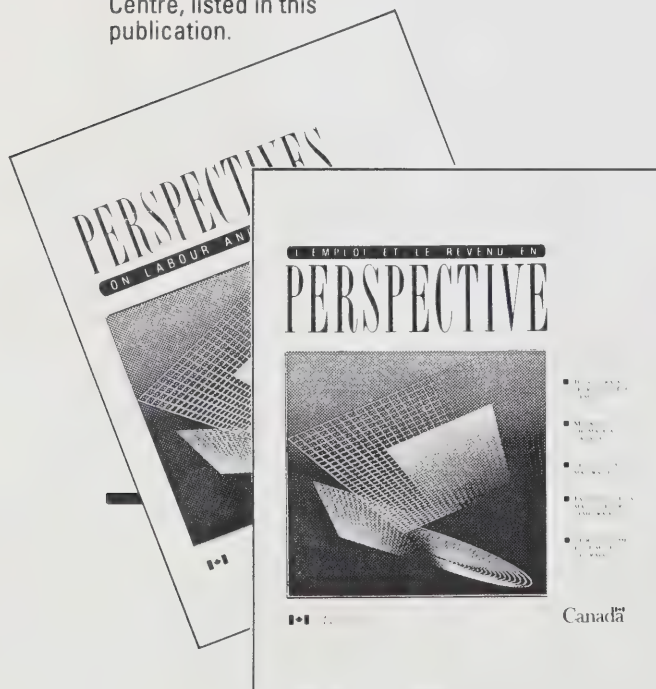 Centre, listed in this
publication.
PERSPECTIVES
ON LABOUR AN
L'EMPLOI ET LE REVENU EN
PERSPECTIVE
Canada